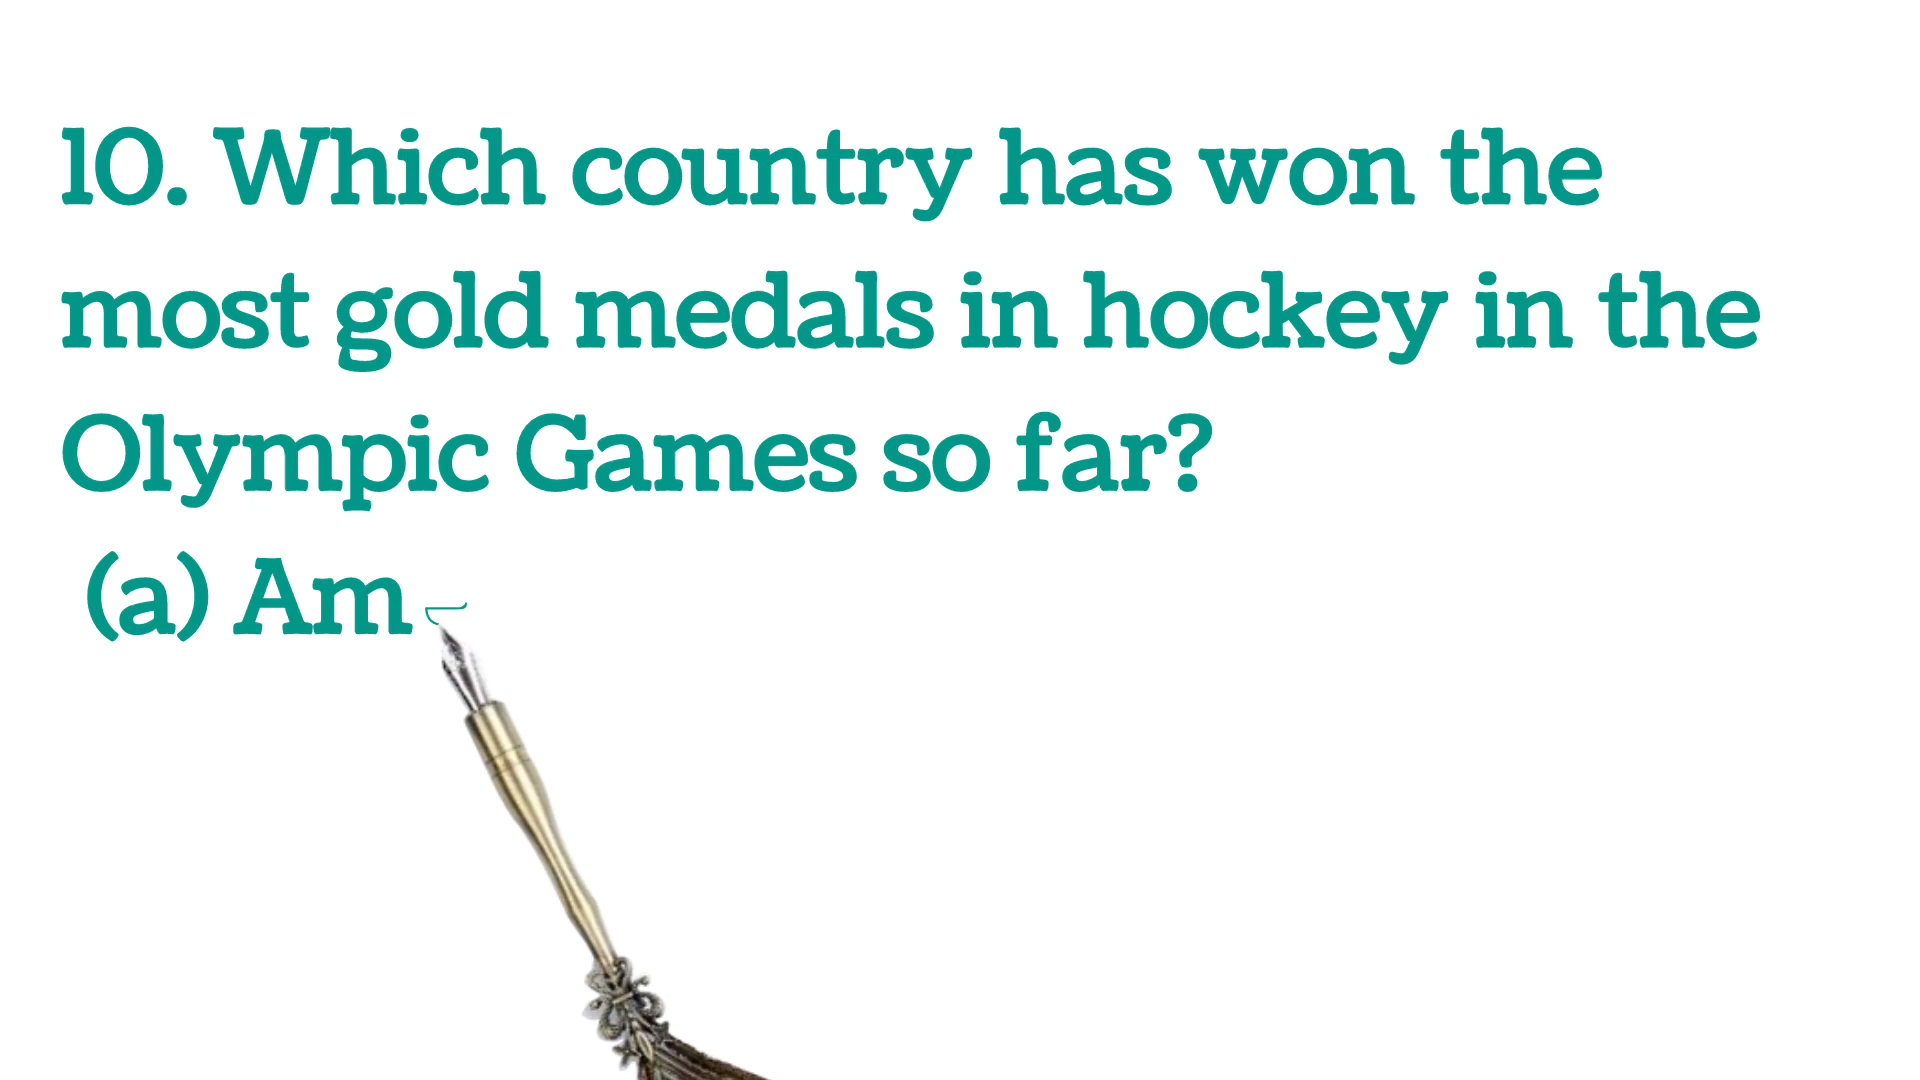 10. Which country has won the
most gold medals in hockey in the
Olympic Games so far?
(a) Am